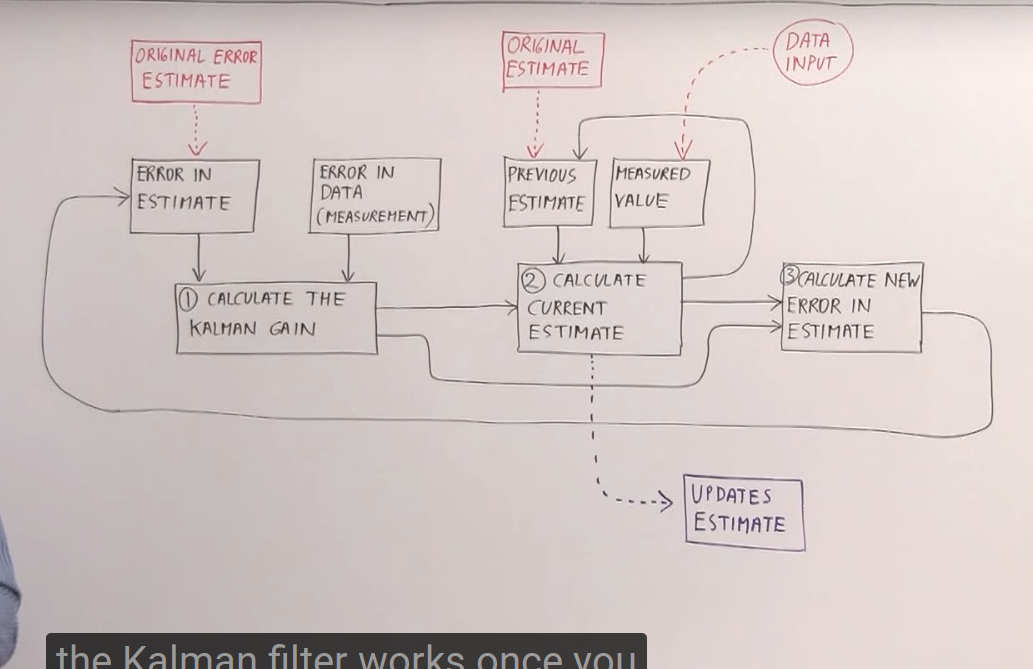 ORIGINAL ERROR
ESTIMATE
ORIGINAL
ESTIMATE
DATA
INPUT
ERROR IN
ESTIMATE
ERROR IN
DATA
(MEASUREMENT)
PREVIOUS
ESTIMATE
MEASURED
VALUE
① CALCULATE THE
KALMAN GAIN
② CALCULATE
CURRENT
ESTIMATE
③ CALCULATE NEW
ERROR IN
ESTIMATE
UPDATES
ESTIMATE
the Kalman filter works once you